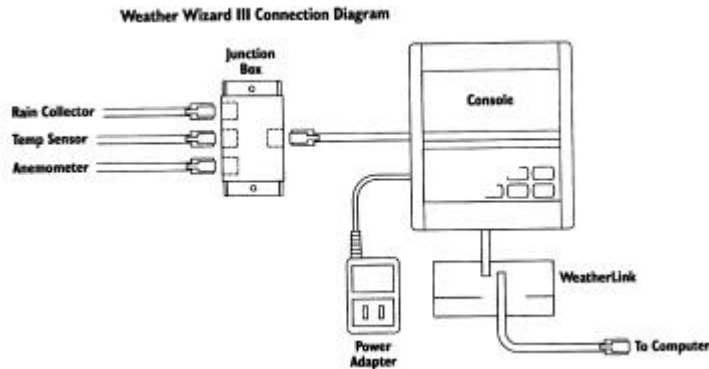 Weather Wizard III Connection Diagram
Junction
Box
Console
Rain Collector
Temp Sensor
Anemometer
WeatherLink
To Computer
Power
Adapter